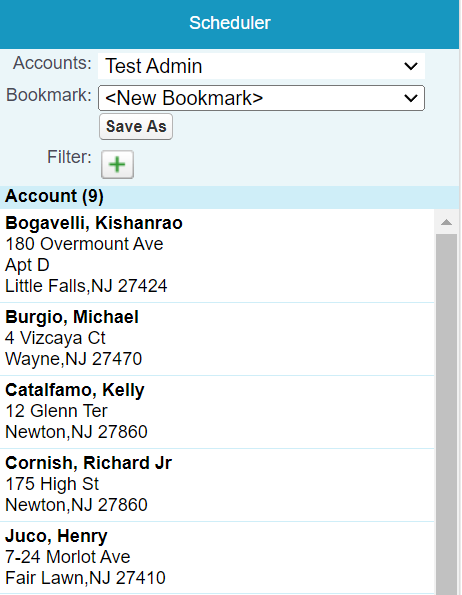 Scheduler
Accounts: Test Admin
Bookmark: <New Bookmark>
Save As
Filter:
Account (9)
Bogavelli, Kishanrao
180 Overmount Ave
Apt D
Little Falls,NJ 27424
Burgio, Michael
4 Vizcaya Ct
Wayne,NJ 27470
Catalfamo, Kelly
12 Glenn Ter
Newton,NJ 27860
Cornish, Richard Jr
175 High St
Newton,NJ 27860
Juco, Henry
7-24 Morlot Ave
Fair Lawn,NJ 27410